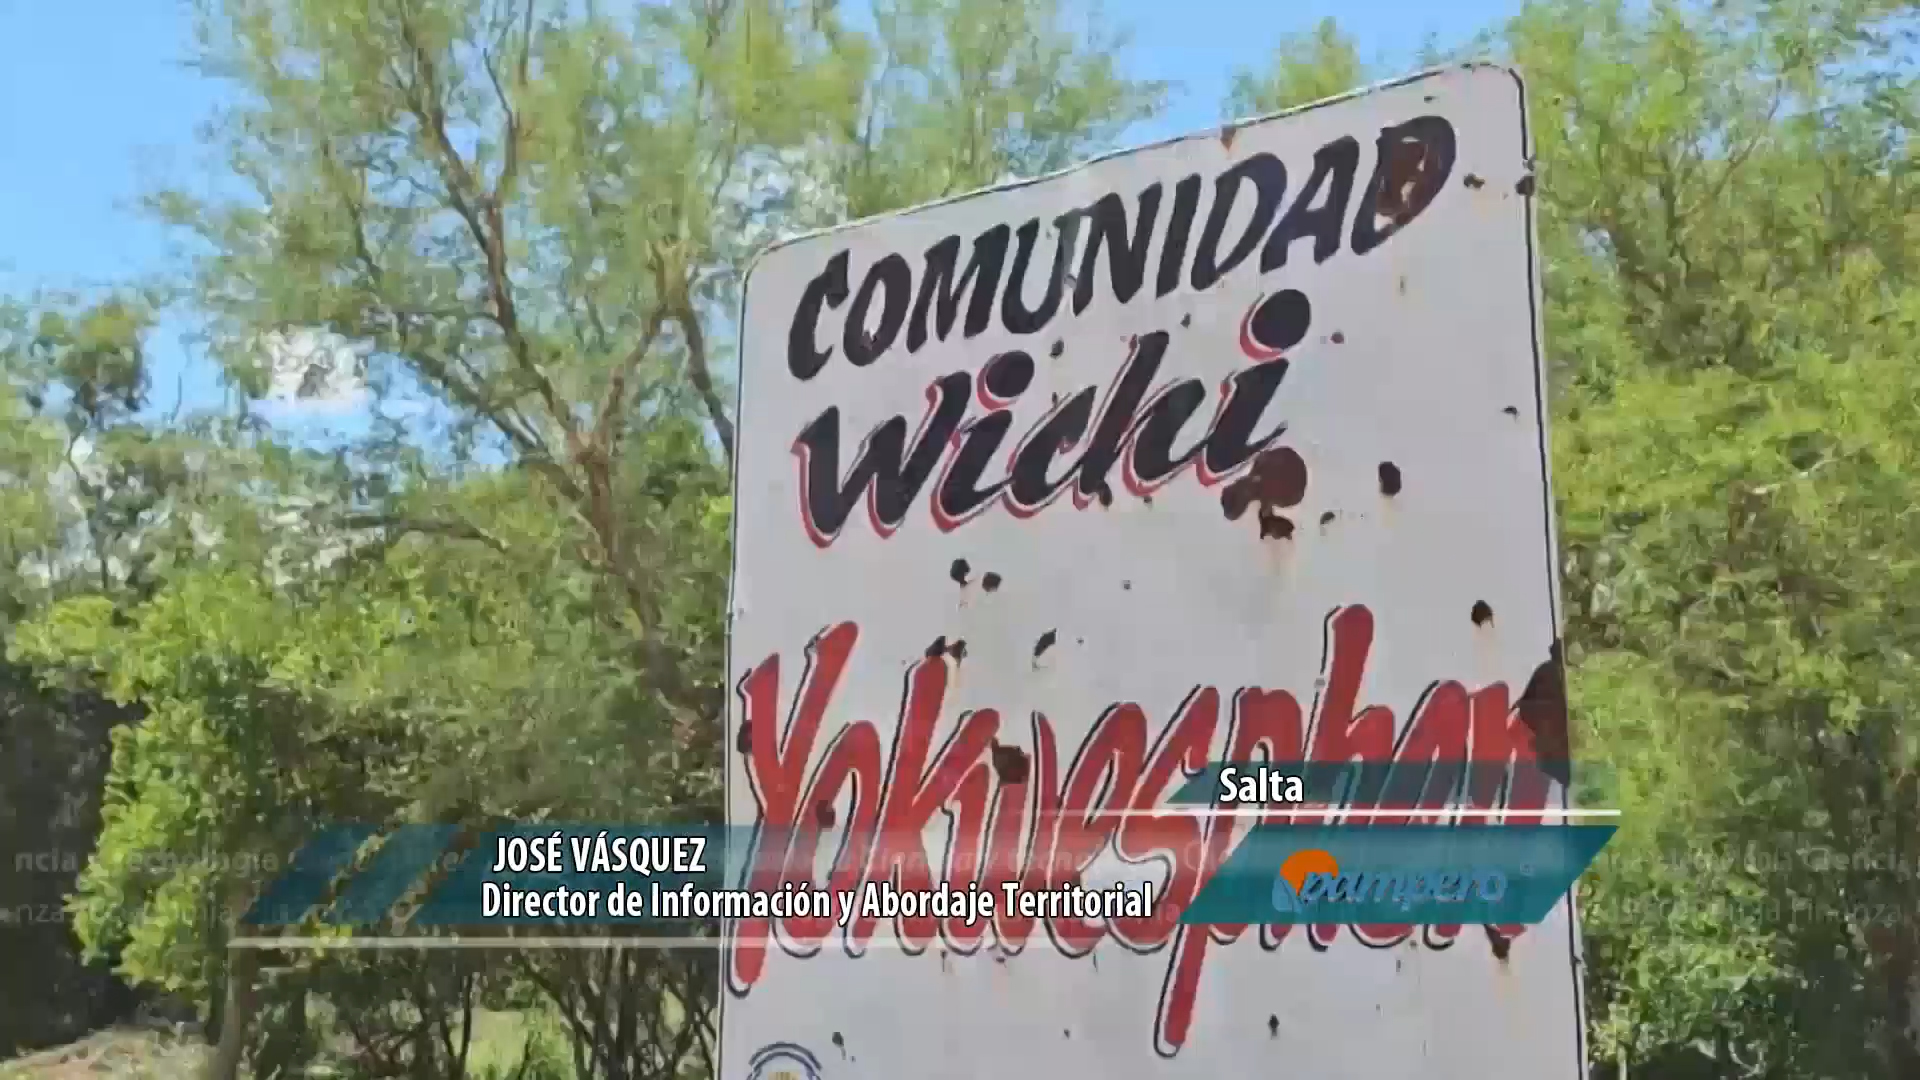 COMUNIDAD
Wichi
Yokwesphen
Salta
JOSÉ VÁSQUEZ
Director de Información y Abordaje Territorial
pampero